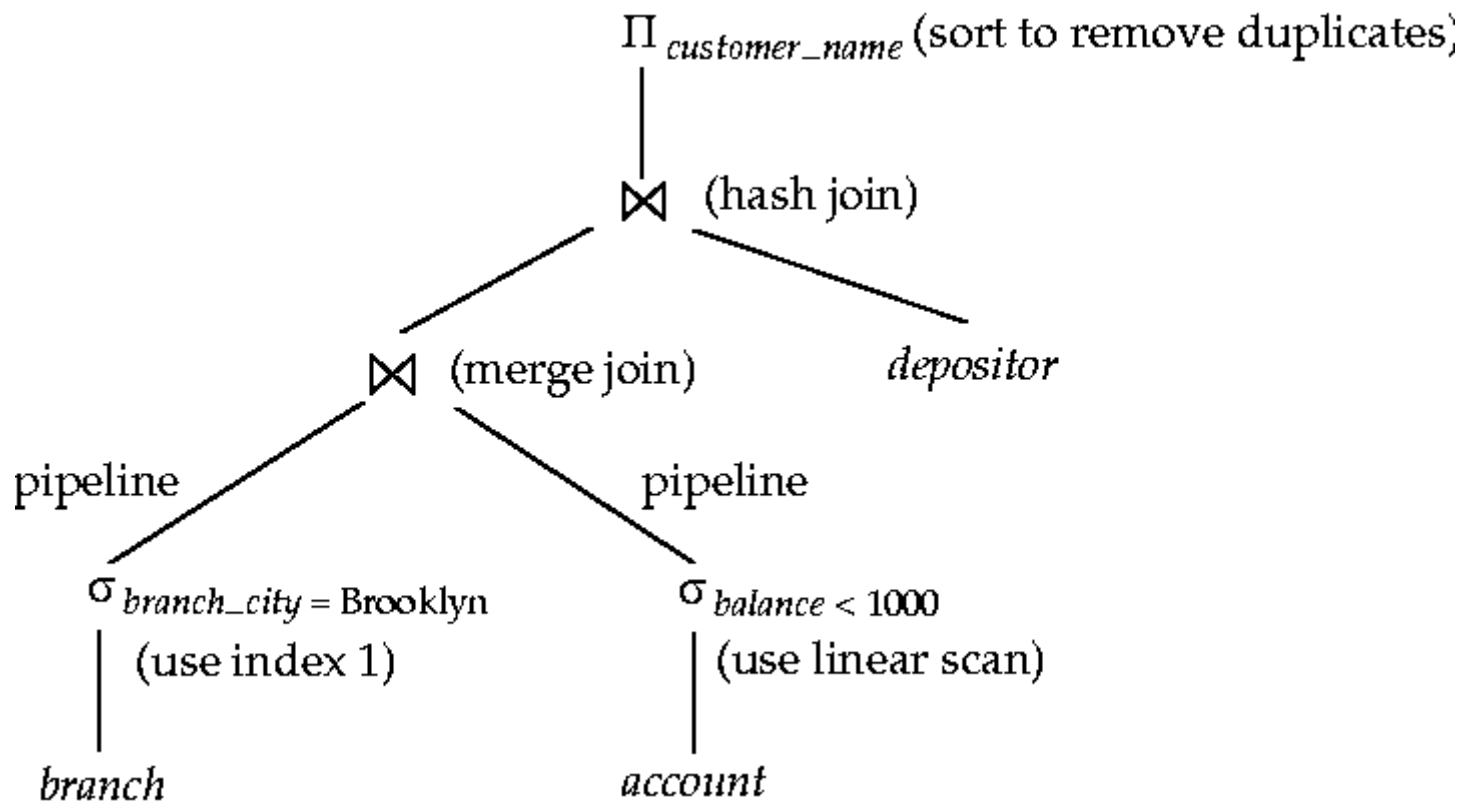 Π customer_name (sort to remove duplicates)
⋈ (hash join)
⋈ (merge join)
depositor
pipeline
pipeline
σ branch_city = Brooklyn
(use index 1)
σ balance < 1000
(use linear scan)
branch
account